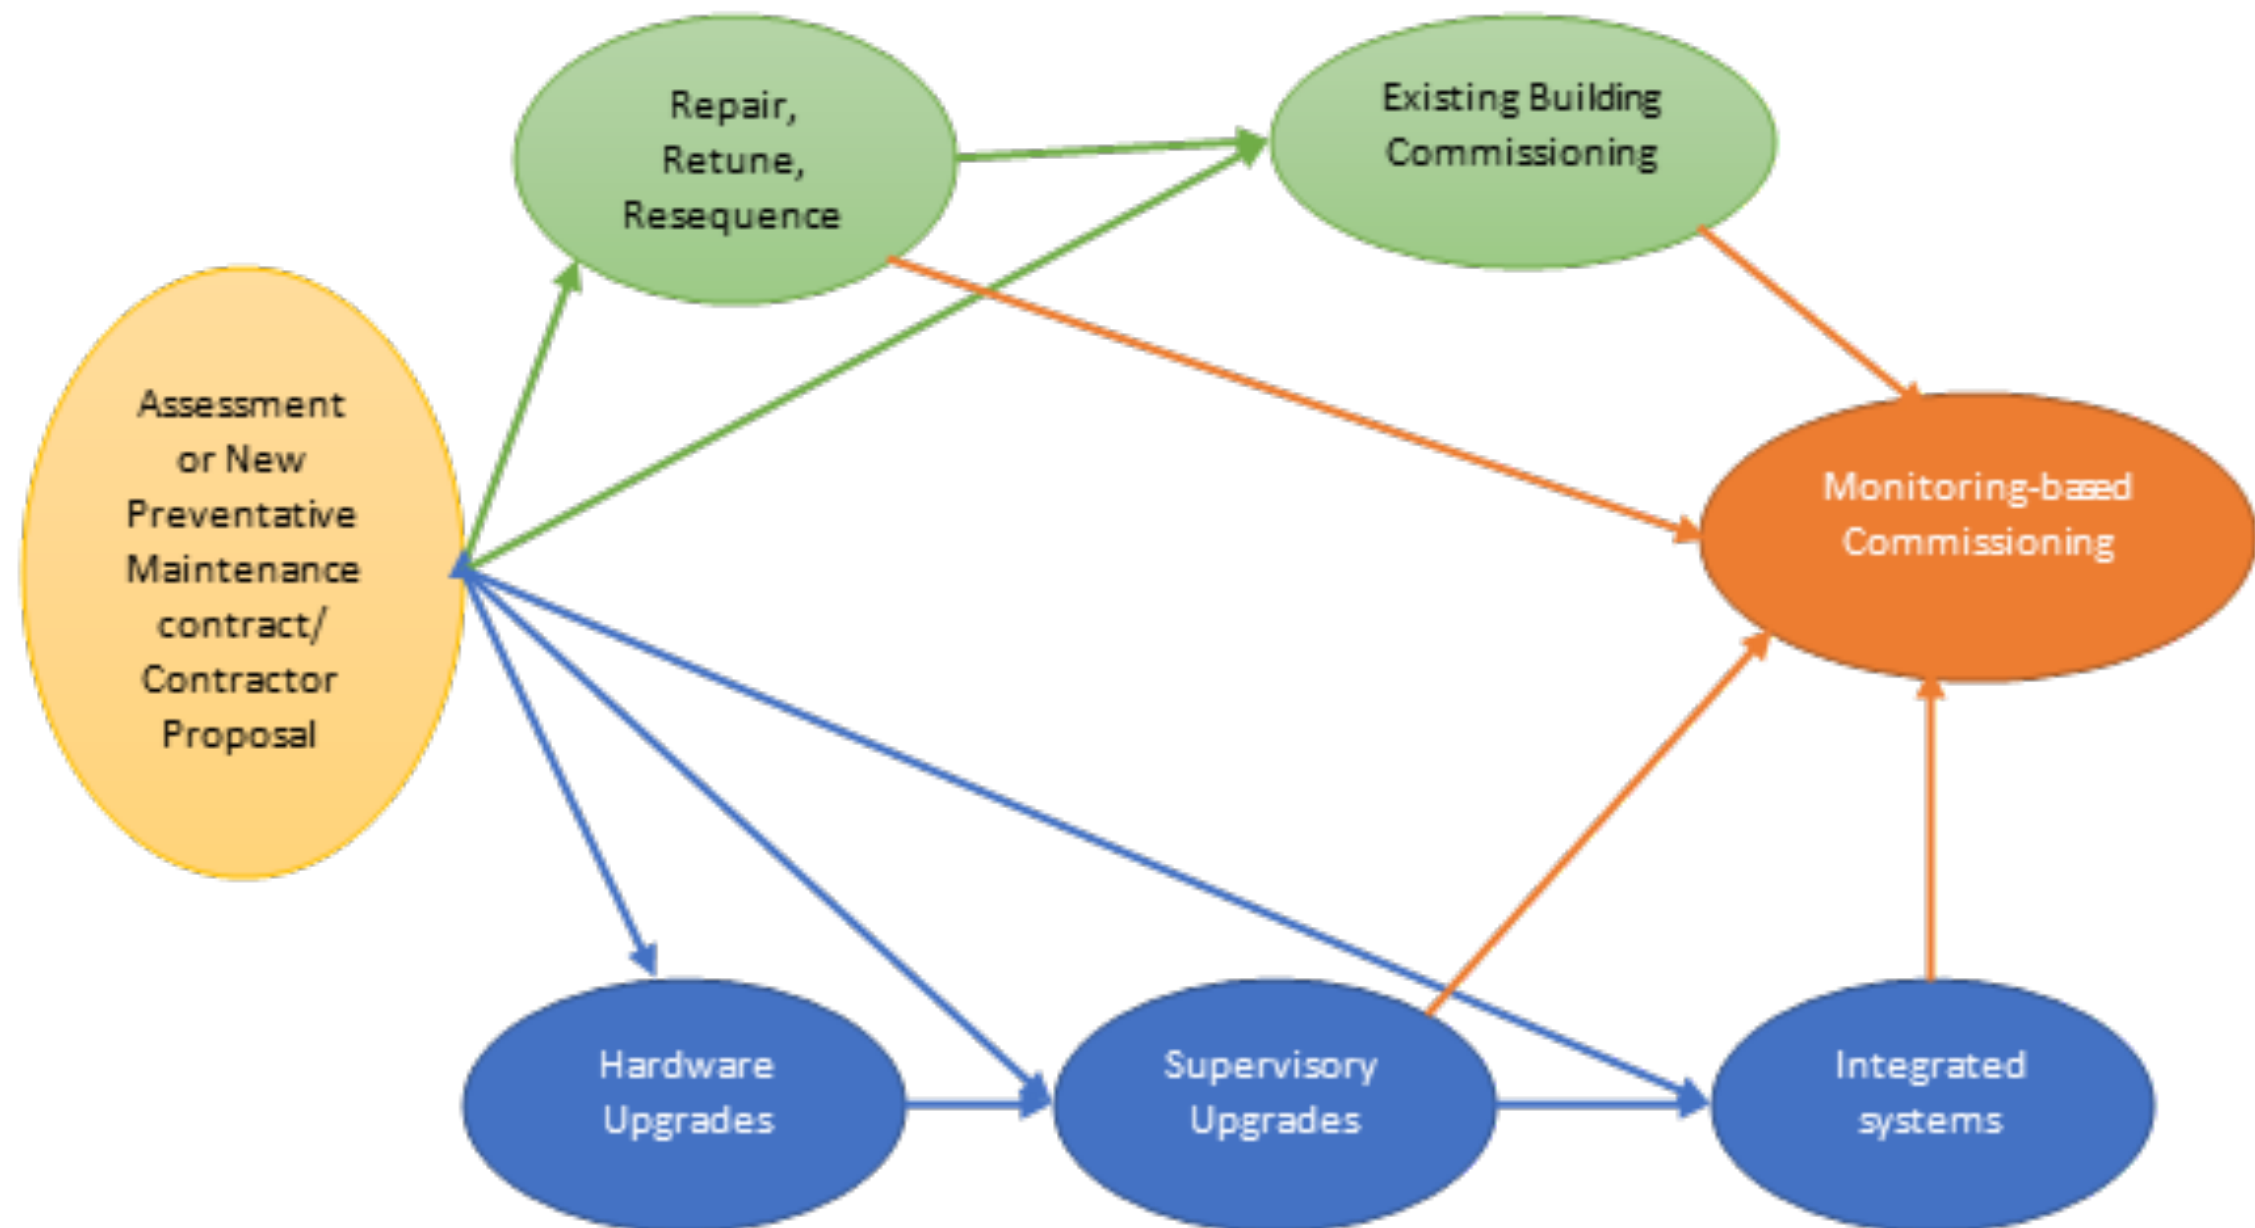 Repair,
Retune,
Resequence
Existing Building
Commissioning
Assessment
or New
Preventative
Maintenance
contract/
Contractor
Proposal
Monitoring-based
Commissioning
Hardware
Upgrades
Supervisory
Upgrades
Integrated
systems